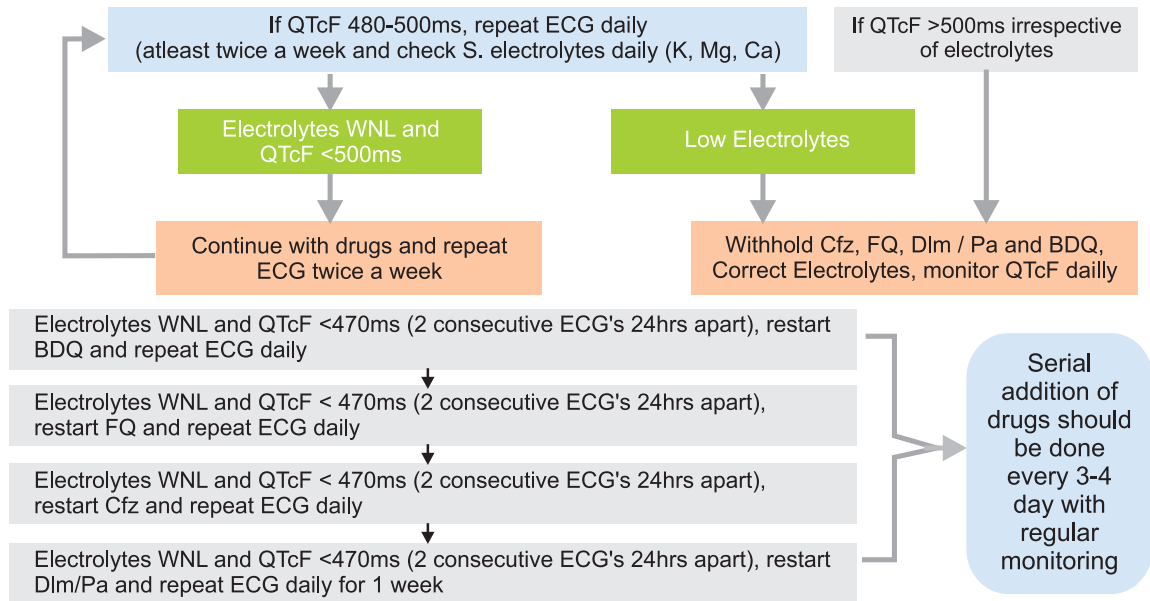 If QTcF 480-500ms, repeat ECG daily
(atleast twice a week and check S. electrolytes daily (K, Mg, Ca)
If QTcF >500ms irrespective
of electrolytes
Electrolytes WNL and
QTcF <500ms
Low Electrolytes
Continue with drugs and repeat
ECG twice a week
Withhold Cfz, FQ, Dlm / Pa and BDQ,
Correct Electrolytes, monitor QTcF dailly
Electrolytes WNL and QTcF <470ms (2 consecutive ECG's 24hrs apart), restart
BDQ and repeat ECG daily
Electrolytes WNL and QTcF < 470ms (2 consecutive ECG's 24hrs apart),
restart FQ and repeat ECG daily
Electrolytes WNL and QTcF < 470ms (2 consecutive ECG's 24hrs apart),
restart Cfz and repeat ECG daily
Electrolytes WNL and QTcF <470ms (2 consecutive ECG's 24hrs apart), restart
Dlm/Pa and repeat ECG daily for 1 week
Serial
addition of
drugs should
be done
every 3-4
day with
regular
monitoring